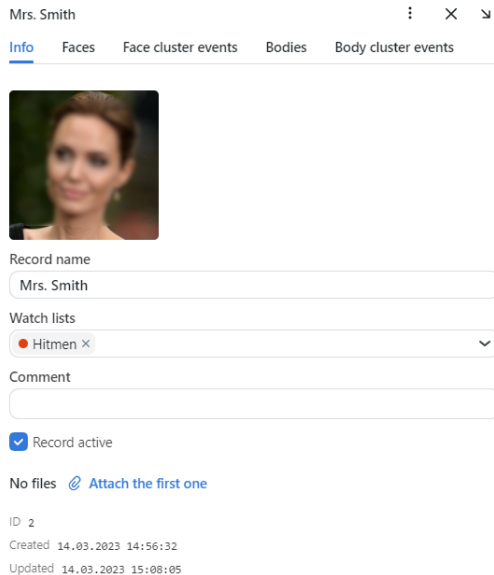 Mrs. Smith
Info Faces Face cluster events Bodies Body cluster events
Record name
Mrs. Smith
Watch lists
Hitmen
Comment
Record active
No files Attach the first one
ID 2
Created 14.03.2023 14:56:32
Updated 14.03.2023 15:08:05